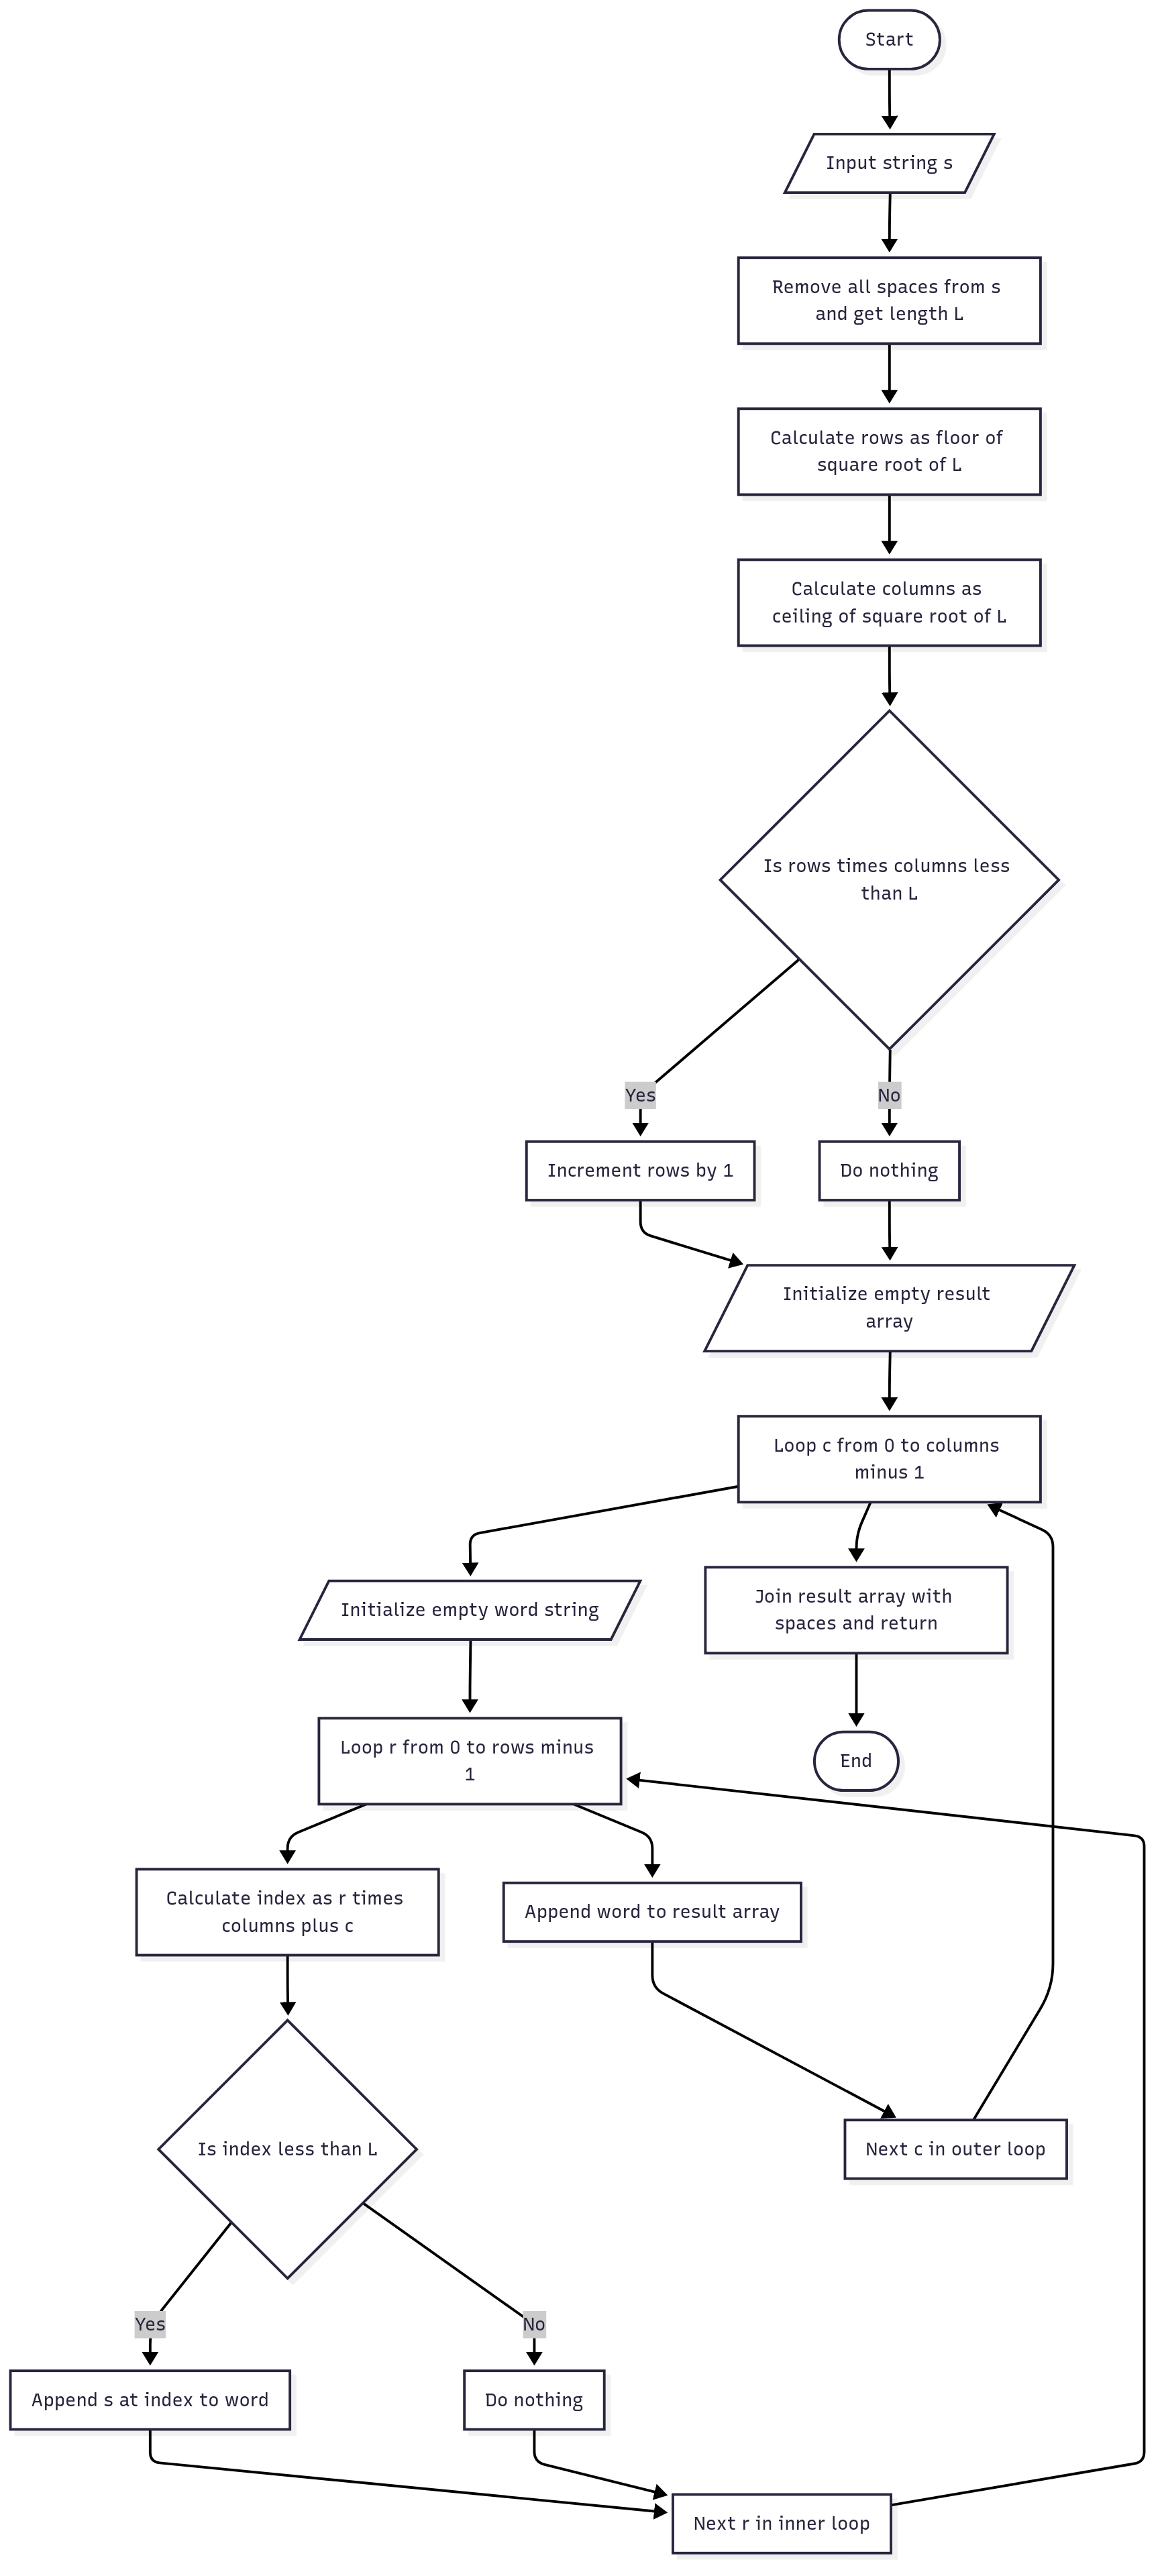 Start
Input string s
Remove all spaces from s
and get length L
Calculate rows as floor of
square root of L
Calculate columns as
ceiling of square root of L
Is rows times columns less
than L
Yes
No
Increment rows by 1
Do nothing
Initialize empty result
array
Loop c from 0 to columns
minus 1
Initialize empty word string
Join result array with
spaces and return
Loop r from 0 to rows minus
1
End
Calculate index as r times
columns plus c
Append word to result array
Is index less than L
Next c in outer loop
Yes
No
Append s at index to word
Do nothing
Next r in inner loop